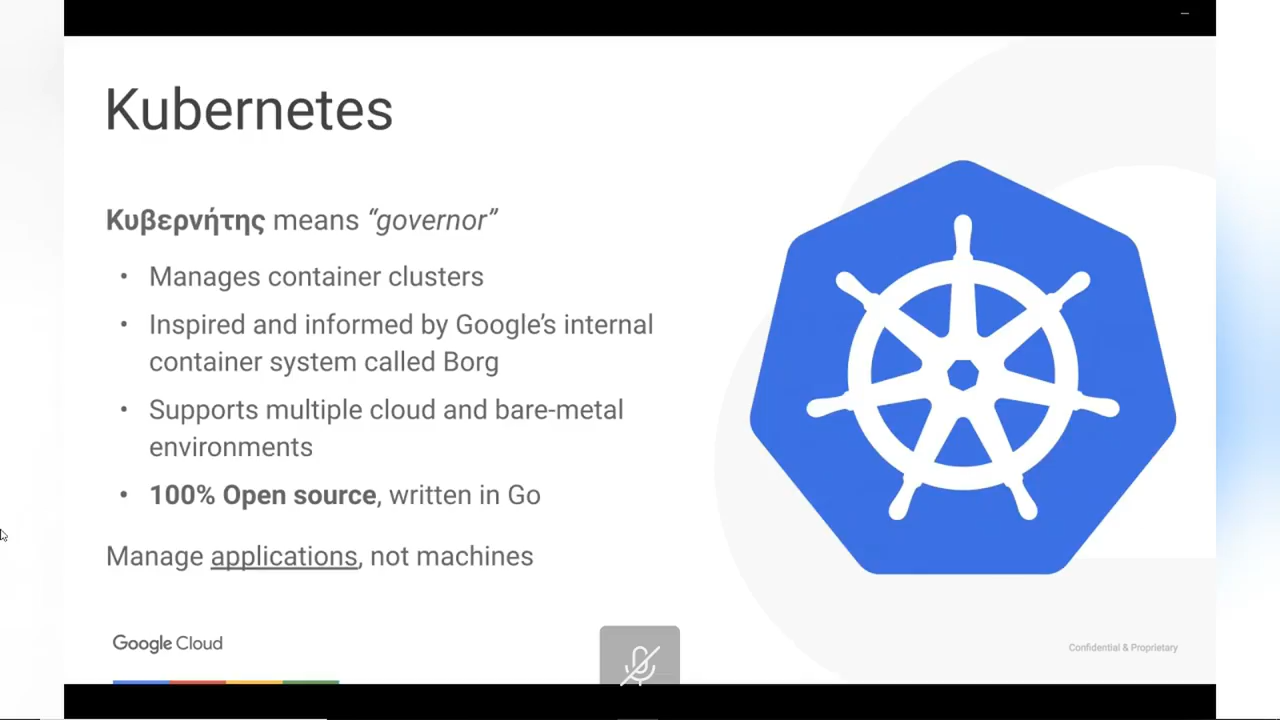 Kubernetes
Κυβερνήτης means “governor”
• Manages container clusters
• Inspired and informed by Google’s internal
container system called Borg
• Supports multiple cloud and bare-metal
environments
• 100% Open source, written in Go
Manage applications, not machines
Google Cloud
Confidential & Proprietary